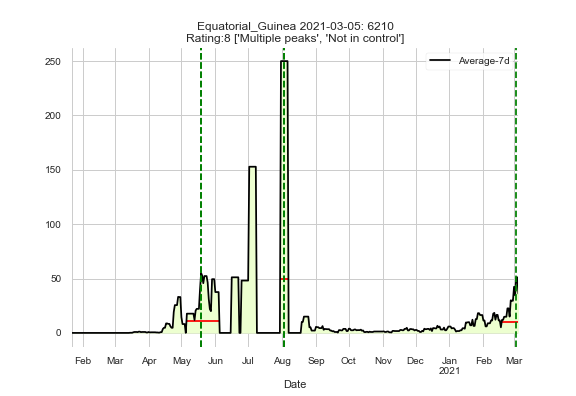 Equatorial_Guinea 2021-03-05: 6210
Rating:8 ['Multiple peaks', 'Not in control']
Average-7d
250
200
150
100
50
0
Feb Mar Apr May Jun Jul Aug Sep Oct Nov Dec Jan Feb Mar
2021
Date